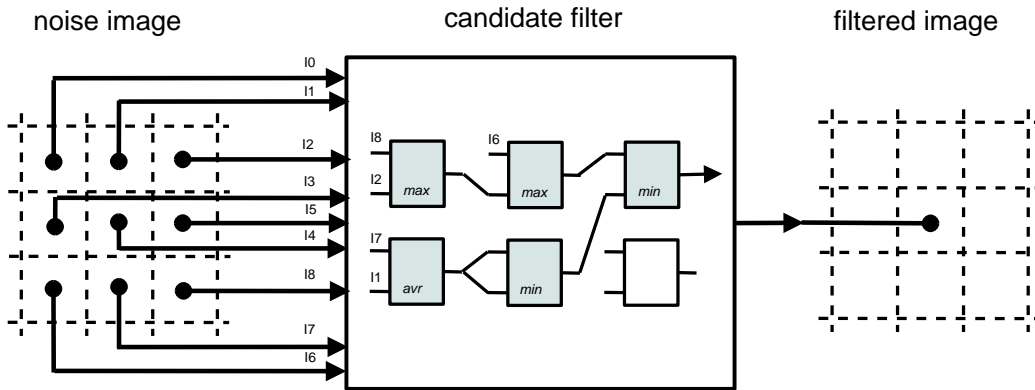 noise image
candidate filter
filtered image
I0
I1
I2
I3
I5
I4
I8
I7
I6
I8
I2
max
I6
max
min
I7
I1
avr
min